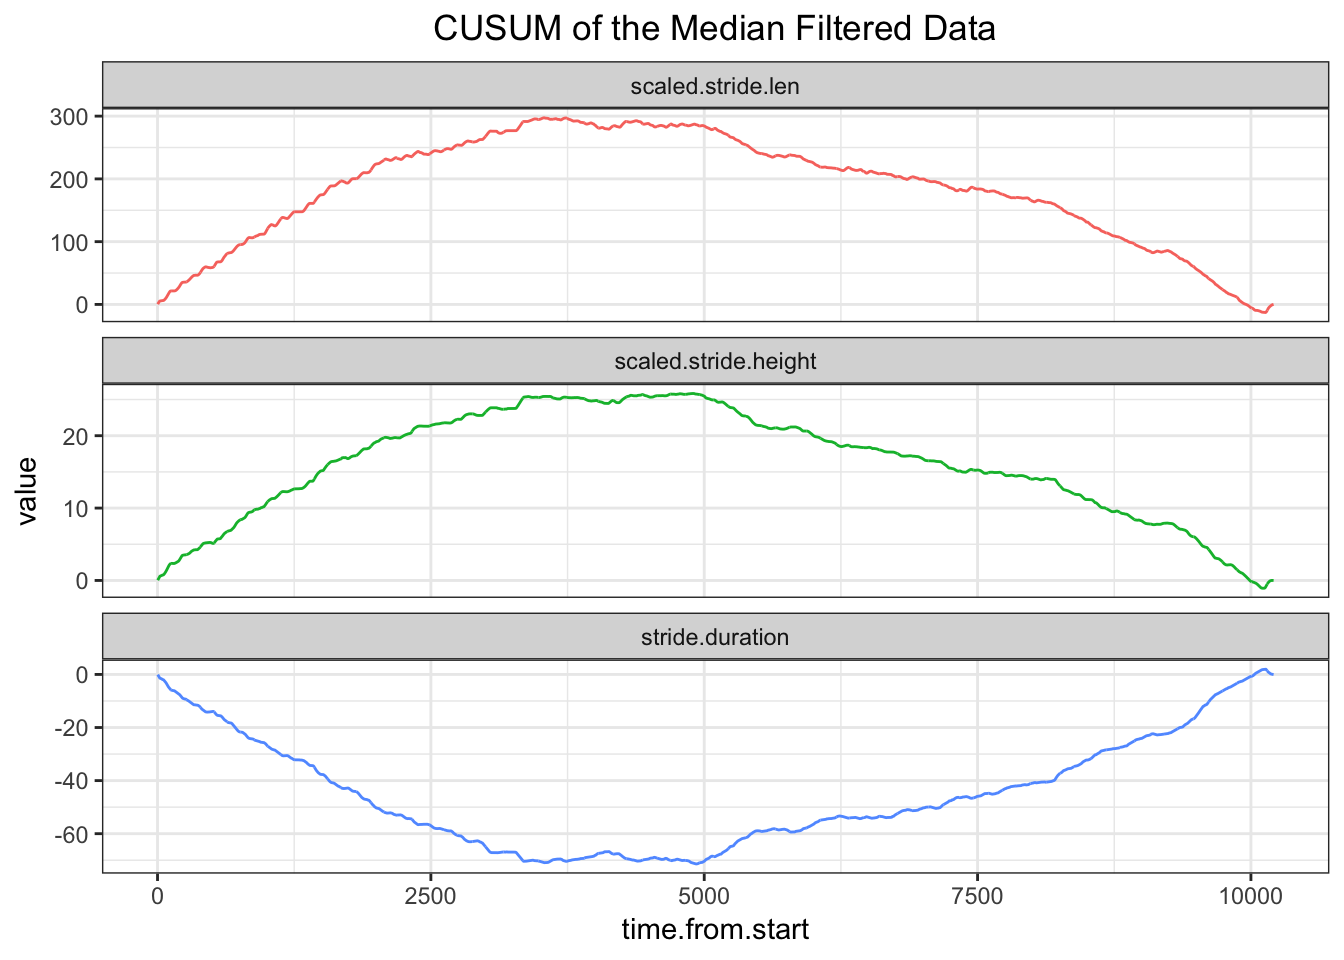 CUSUM of the Median Filtered Data
scaled.stride.len
300
200
100
0
scaled.stride.height
20
10
0
value
stride.duration
0
-20
-40
-60
0 2500 5000 7500 10000
time.from.start